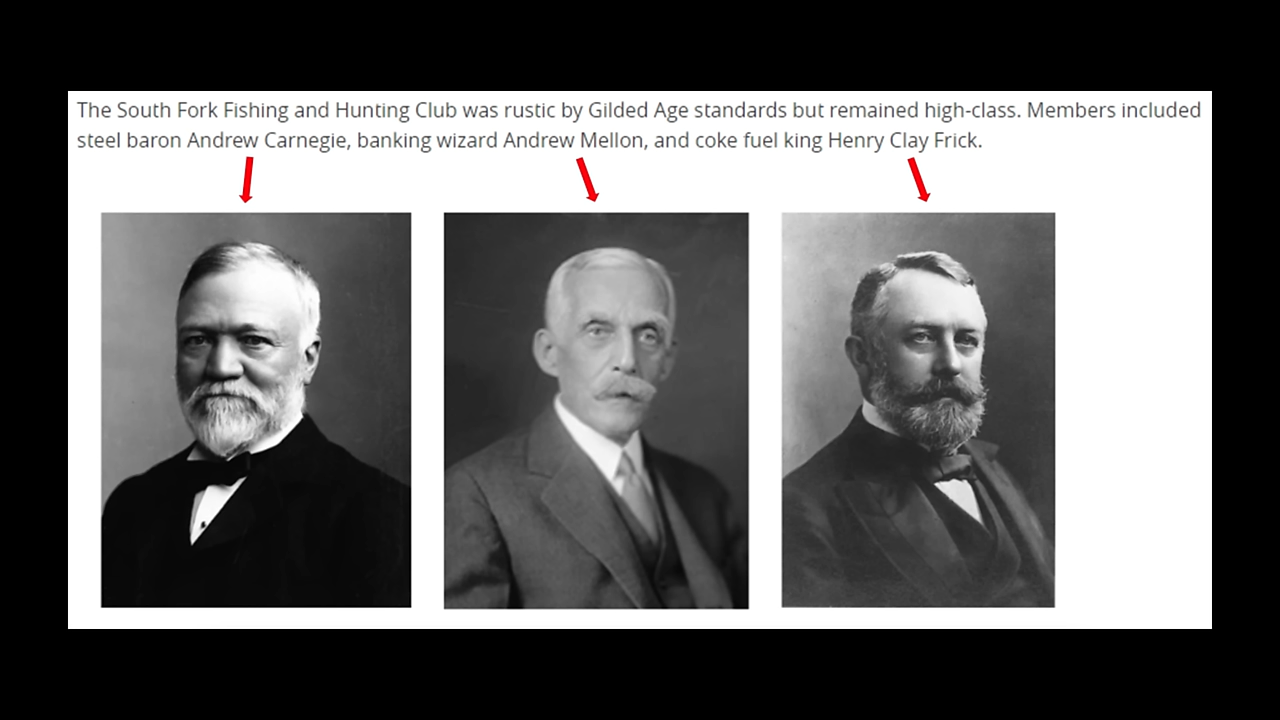 The South Fork Fishing and Hunting Club was rustic by Gilded Age standards but remained high-class. Members included
steel baron Andrew Carnegie, banking wizard Andrew Mellon, and coke fuel king Henry Clay Frick.